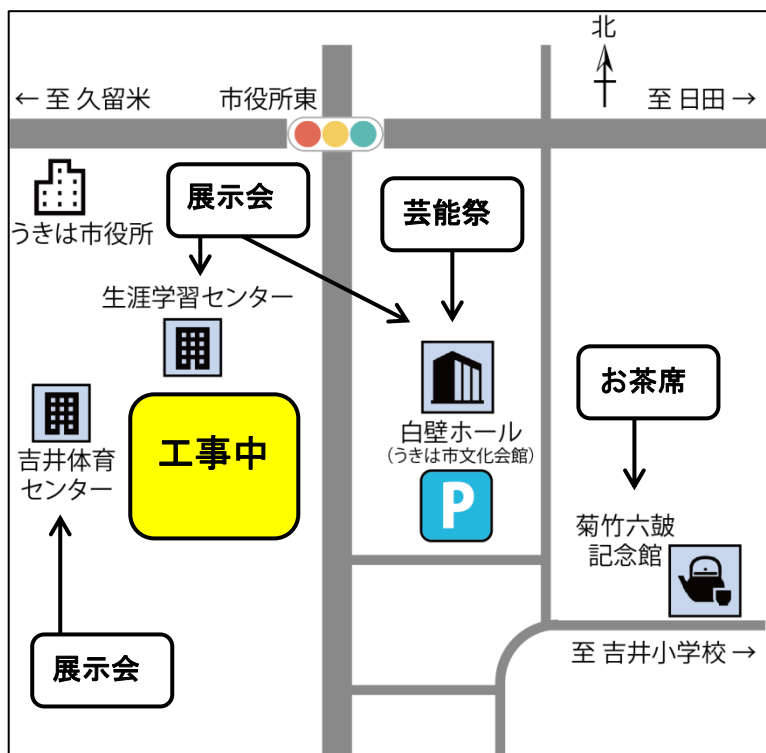 北
← 至 久留米
市役所東
至 日田 →
展示会
芸能祭
うきは市役所
生涯学習センター
お茶席
白壁ホール
(うきは市文化会館)
工事中
吉井体育
センター
P
菊竹六鼓
記念館
展示会
至 吉井小学校 →